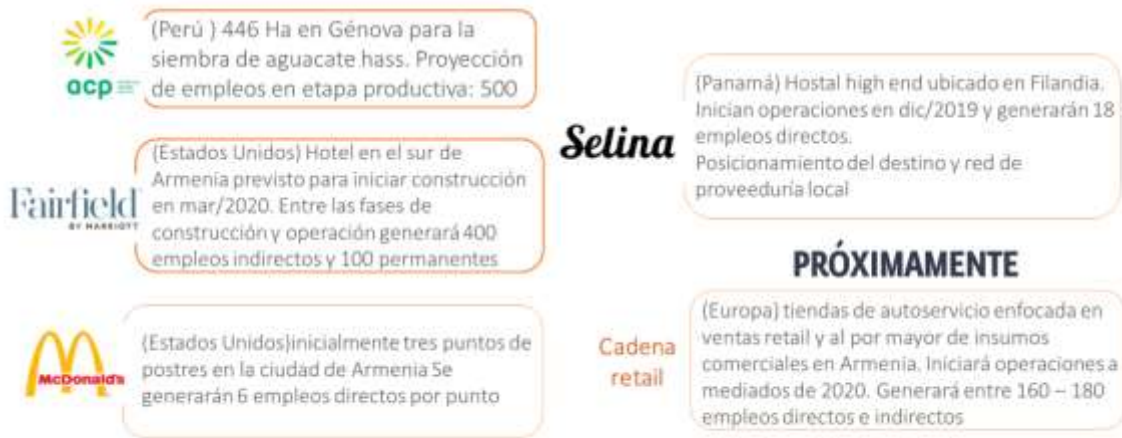 (Perú ) 446 Ha en Génova para la
siembra de aguacate hass. Proyección
de empleos en etapa productiva: 500
acp
(Estados Unidos) Hotel en el sur de
Armenia previsto para iniciar construcción
en mar/2020. Entre las fases de
construcción y operación generará 400
empleos indirectos y 100 permanentes
Fairfield
BY MARRIOTT
(Estados Unidos)inicialmente tres puntos de
postres en la ciudad de Armenia Se
generarán 6 empleos directos por punto
McDonald's
Selina
(Panamá) Hostal high end ubicado en Filandia.
Inician operaciones en dic/2019 y generarán 18
empleos directos.
Posicionamiento del destino y red de
proveeduría local
PRÓXIMAMENTE
Cadena
retail
(Europa) tiendas de autoservicio enfocada en
ventas retail y al por mayor de insumos
comerciales en Armenia. Iniciará operaciones a
mediados de 2020. Generará entre 160 – 180
empleos directos e indirectos